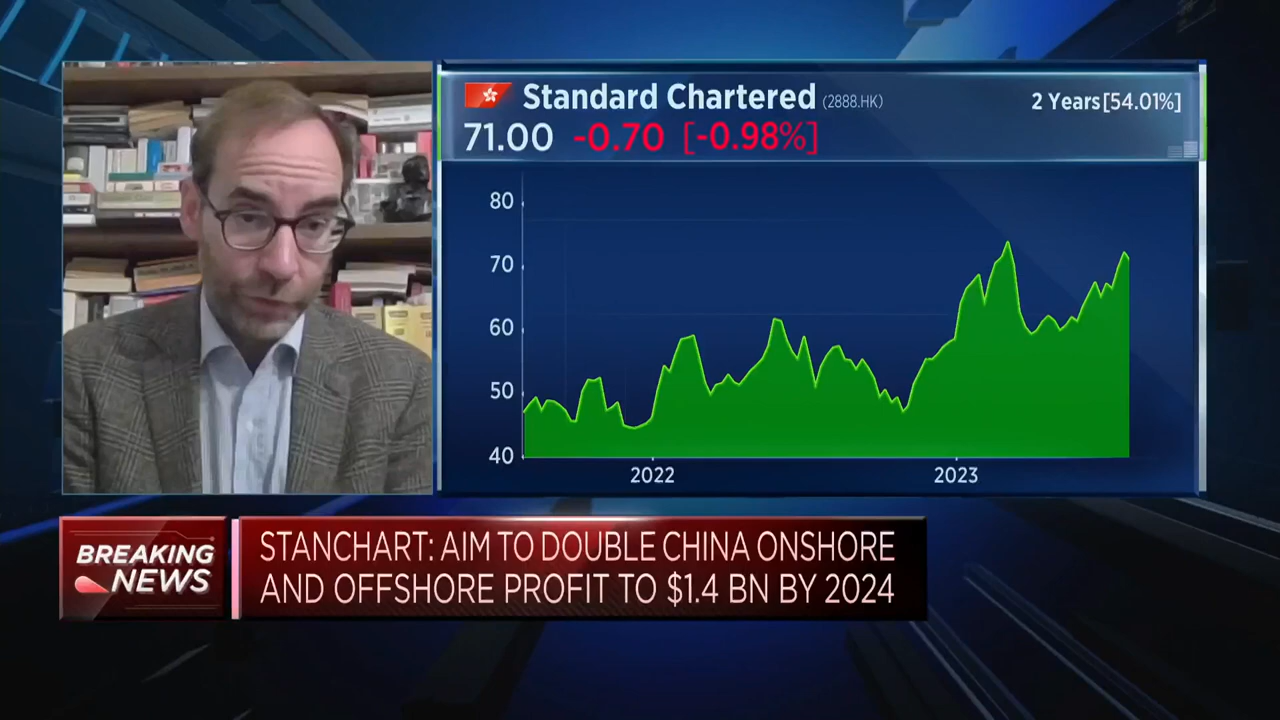 Standard Chartered (2888.HK)
2 Years[54.01%]
71.00 -0.70 [-0.98%]
80
70
60
50
40
2022
2023
BREAKING
NEWS
STANCHART: AIM TO DOUBLE CHINA ONSHORE
AND OFFSHORE PROFIT TO $1.4 BN BY 2024